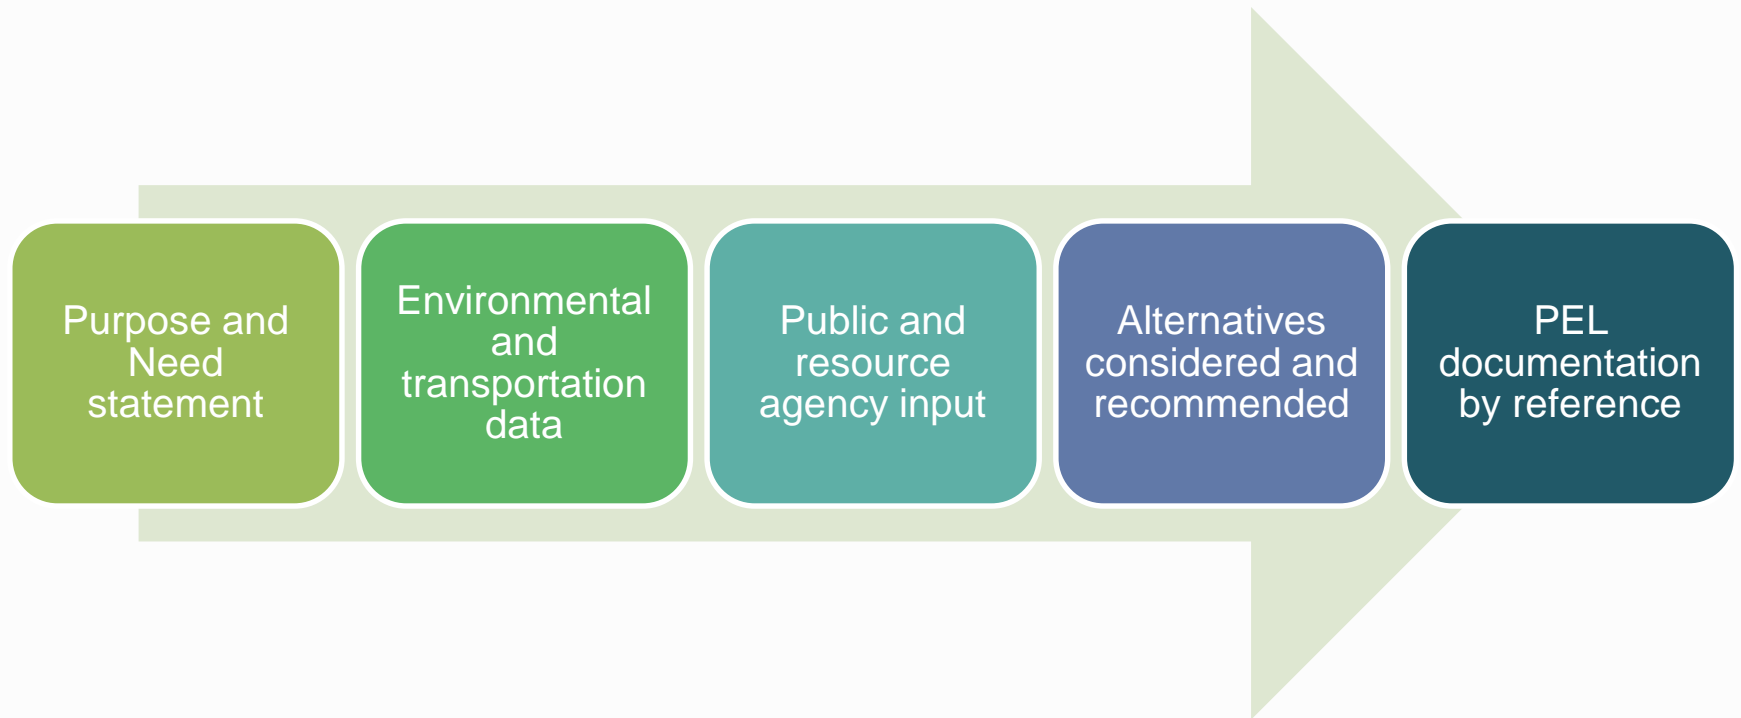 Purpose and
Need
statement
Environmental
and
transportation
data
Public and
resource
agency input
Alternatives
considered and
recommended
PEL
documentation
by reference